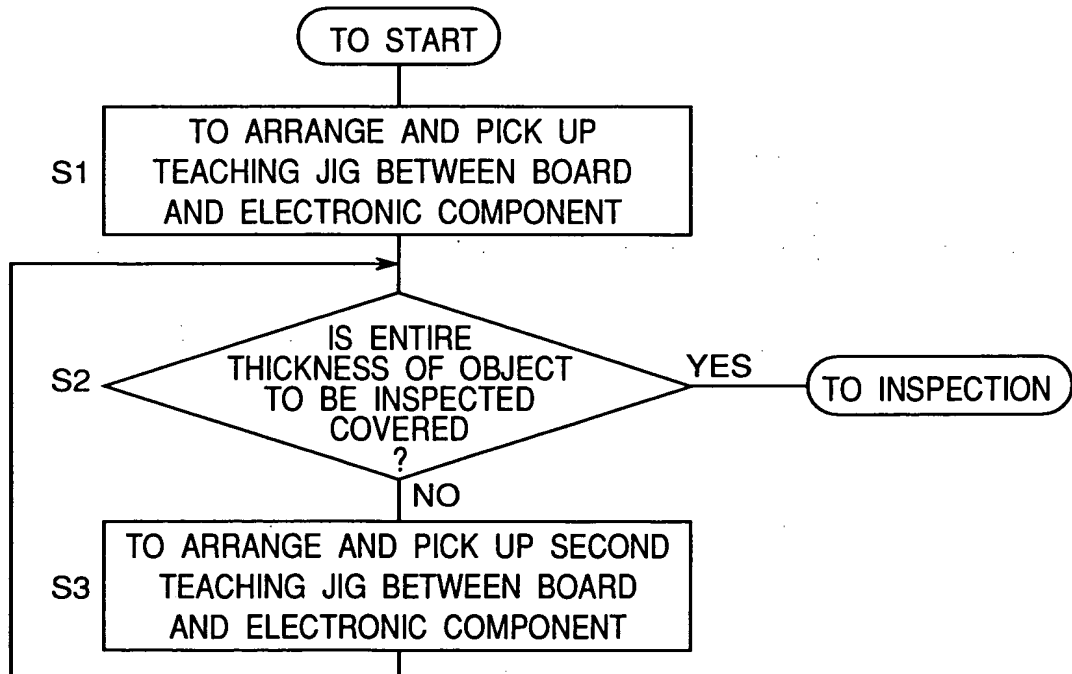 TO START
S1
TO ARRANGE AND PICK UP
TEACHING JIG BETWEEN BOARD
AND ELECTRONIC COMPONENT
S2
IS ENTIRE
THICKNESS OF OBJECT
TO BE INSPECTED
COVERED
?
YES
TO INSPECTION
NO
S3
TO ARRANGE AND PICK UP SECOND
TEACHING JIG BETWEEN BOARD
AND ELECTRONIC COMPONENT